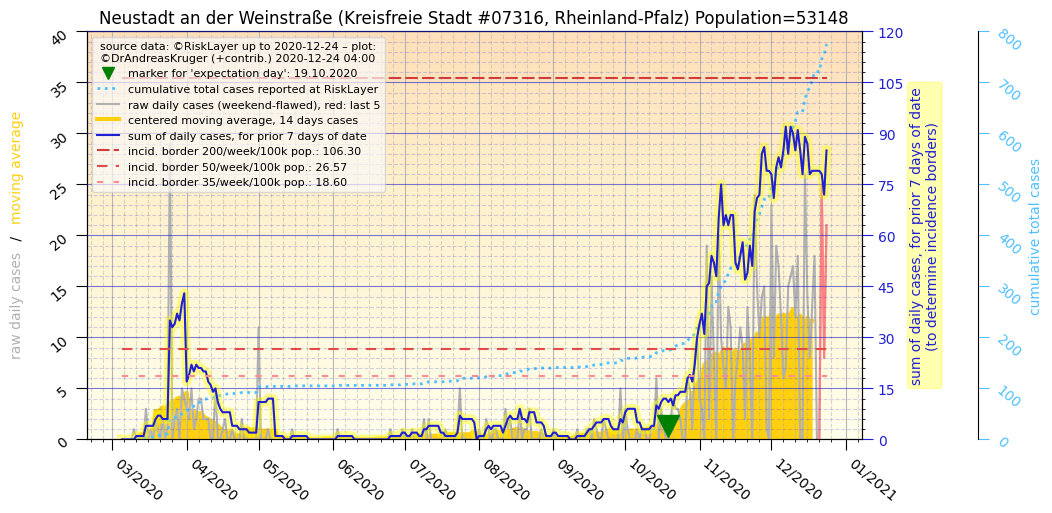 Neustadt an der Weinstraße (Kreisfreie Stadt #07316, Rheinland-Pfalz) Population=53148
source data: ©RiskLayer up to 2020-12-24 – plot:
©DrAndreasKruger (+contrib.) 2020-12-24 04:00
marker for 'expectation day': 19.10.2020
cumulative total cases reported at RiskLayer
raw daily cases (weekend-flawed), red: last 5
centered moving average, 14 days cases
sum of daily cases, for prior 7 days of date
incid. border 200/week/100k pop.: 106.30
incid. border 50/week/100k pop.: 26.57
incid. border 35/week/100k pop.: 18.60
raw daily cases / moving average
40
35
30
25
20
15
10
5
0
03/2020
04/2020
05/2020
06/2020
07/2020
08/2020
09/2020
10/2020
11/2020
12/2020
01/2021
120
105
90
75
60
45
30
15
0
sum of daily cases, for prior 7 days of date
(to determine incidence borders)
800
700
600
500
400
300
200
100
0
cumulative total cases